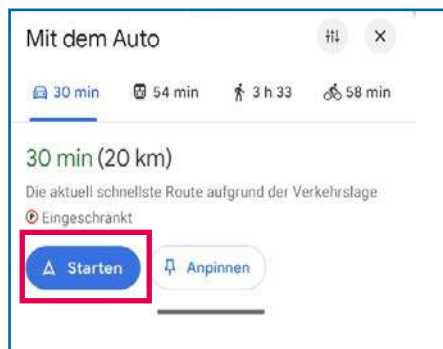 Mit dem Auto
30 min 54 min 3 h 33 58 min
30 min (20 km)
Die aktuell schnellste Route aufgrund der Verkehrslage
P Eingeschränkt
Starten Anpinnen